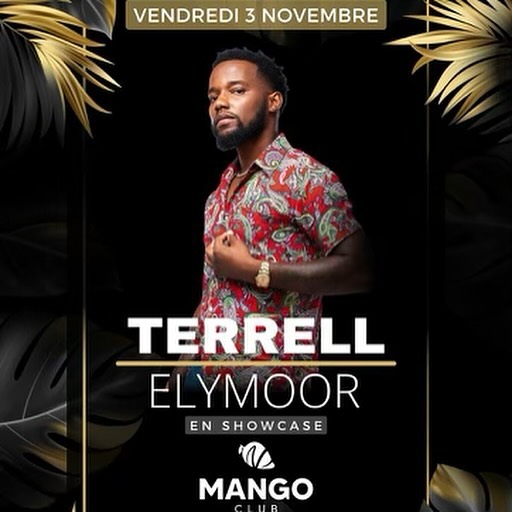 VENDREDI 3 NOVEMBRE
TERRELL
ELYMOOR
EN SHOWCASE
MANGO
CLUB